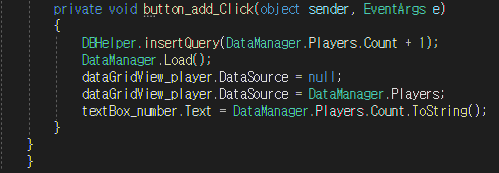 private void button_add_Click(object sender, EventArgs e)
{
DBHelper.insertQuery(DataManager.Players.Count + 1);
DataManager.Load();
dataGridView_player.DataSource = null;
dataGridView_player.DataSource = DataManager.Players;
textBox_number.Text = DataManager.Players.Count.ToString();
}
}
}